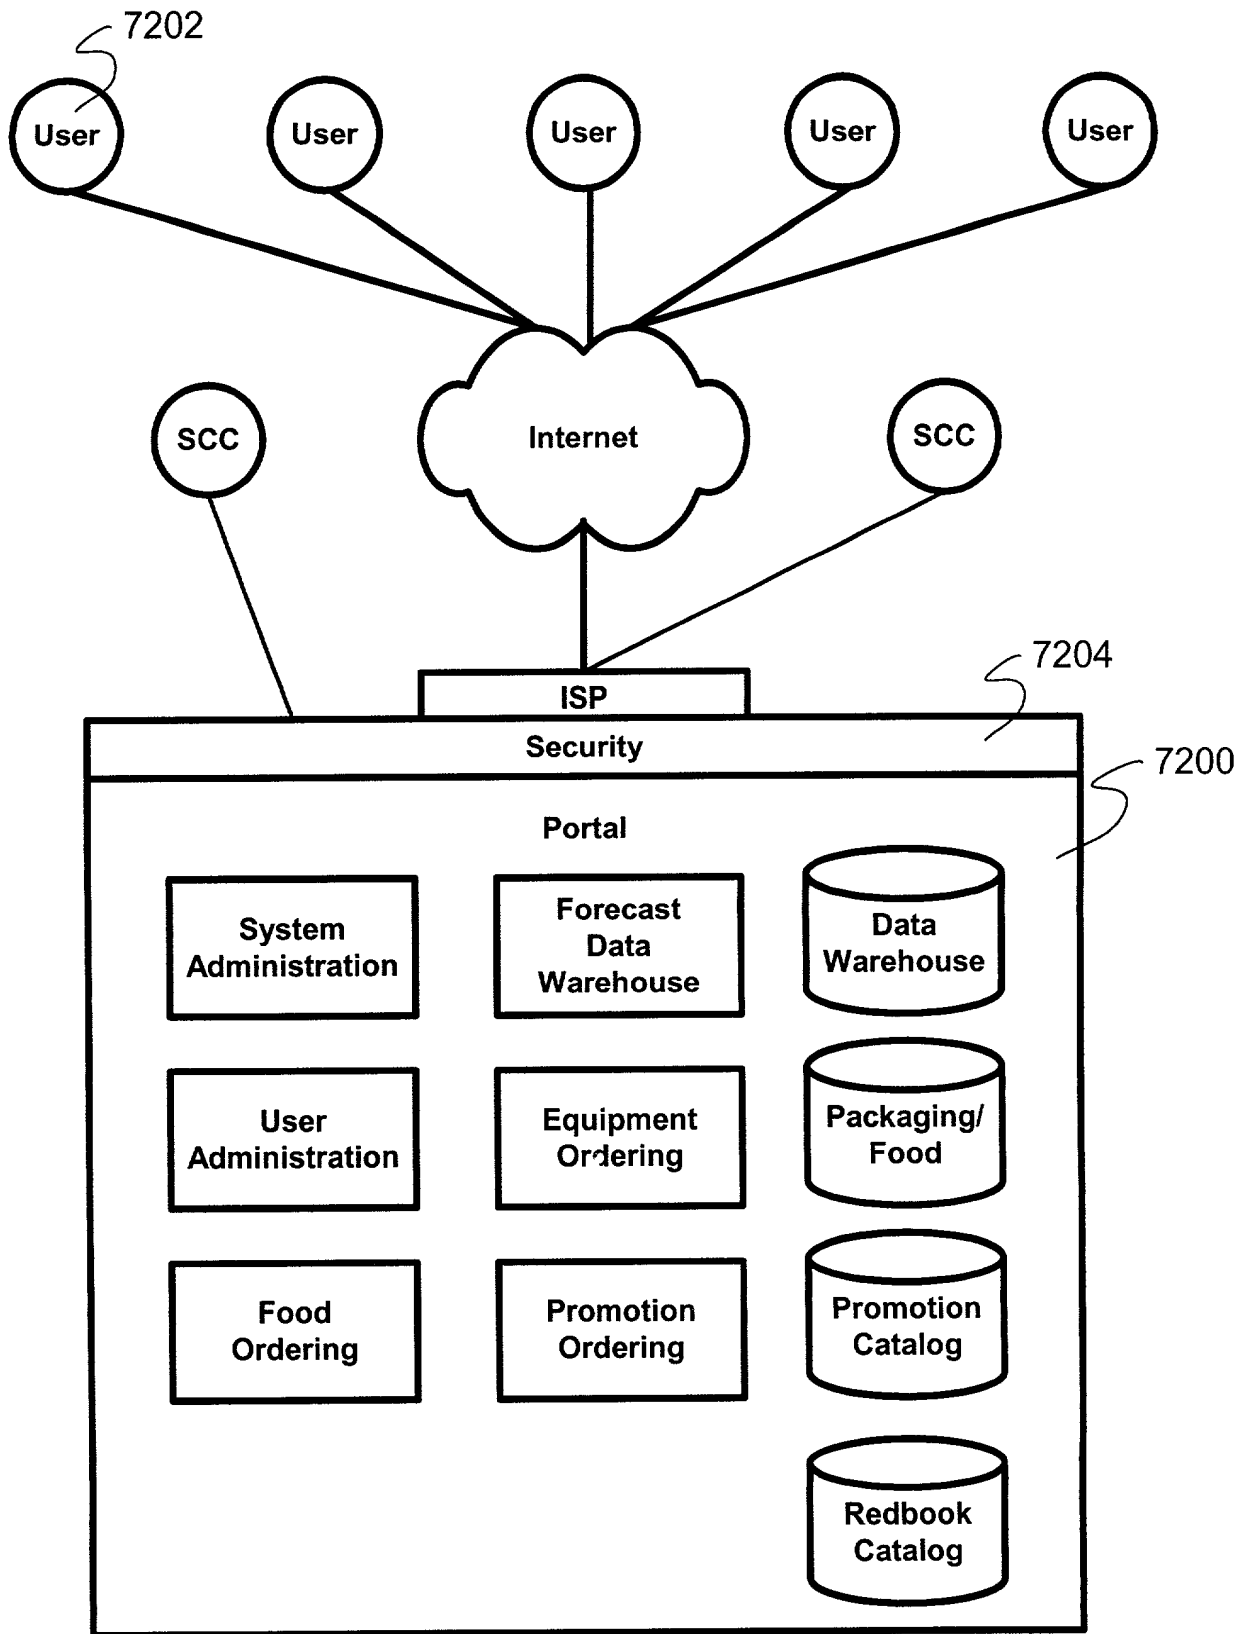 7202
User
User
User
User
User
SCC
Internet
SCC
7204
ISP
Security
7200
Portal
System
Administration
Forecast
Data
Warehouse
Data
Warehouse
User
Administration
Equipment
Ordering
Packaging/
Food
Food
Ordering
Promotion
Ordering
Promotion
Catalog
Redbook
Catalog